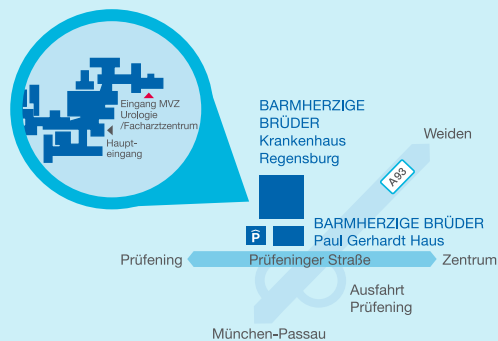 Eingang MVZ
Urologie
/Facharztzentrum
Haupt-
eingang
BARMHERZIGE
BRÜDER
Krankenhaus
Regensburg
Weiden
A93
BARMHERZIGE BRÜDER
Paul Gerhardt Haus
P
Prüfening
Prüfeninger Straße
Zentrum
Ausfahrt
Prüfening
München-Passau